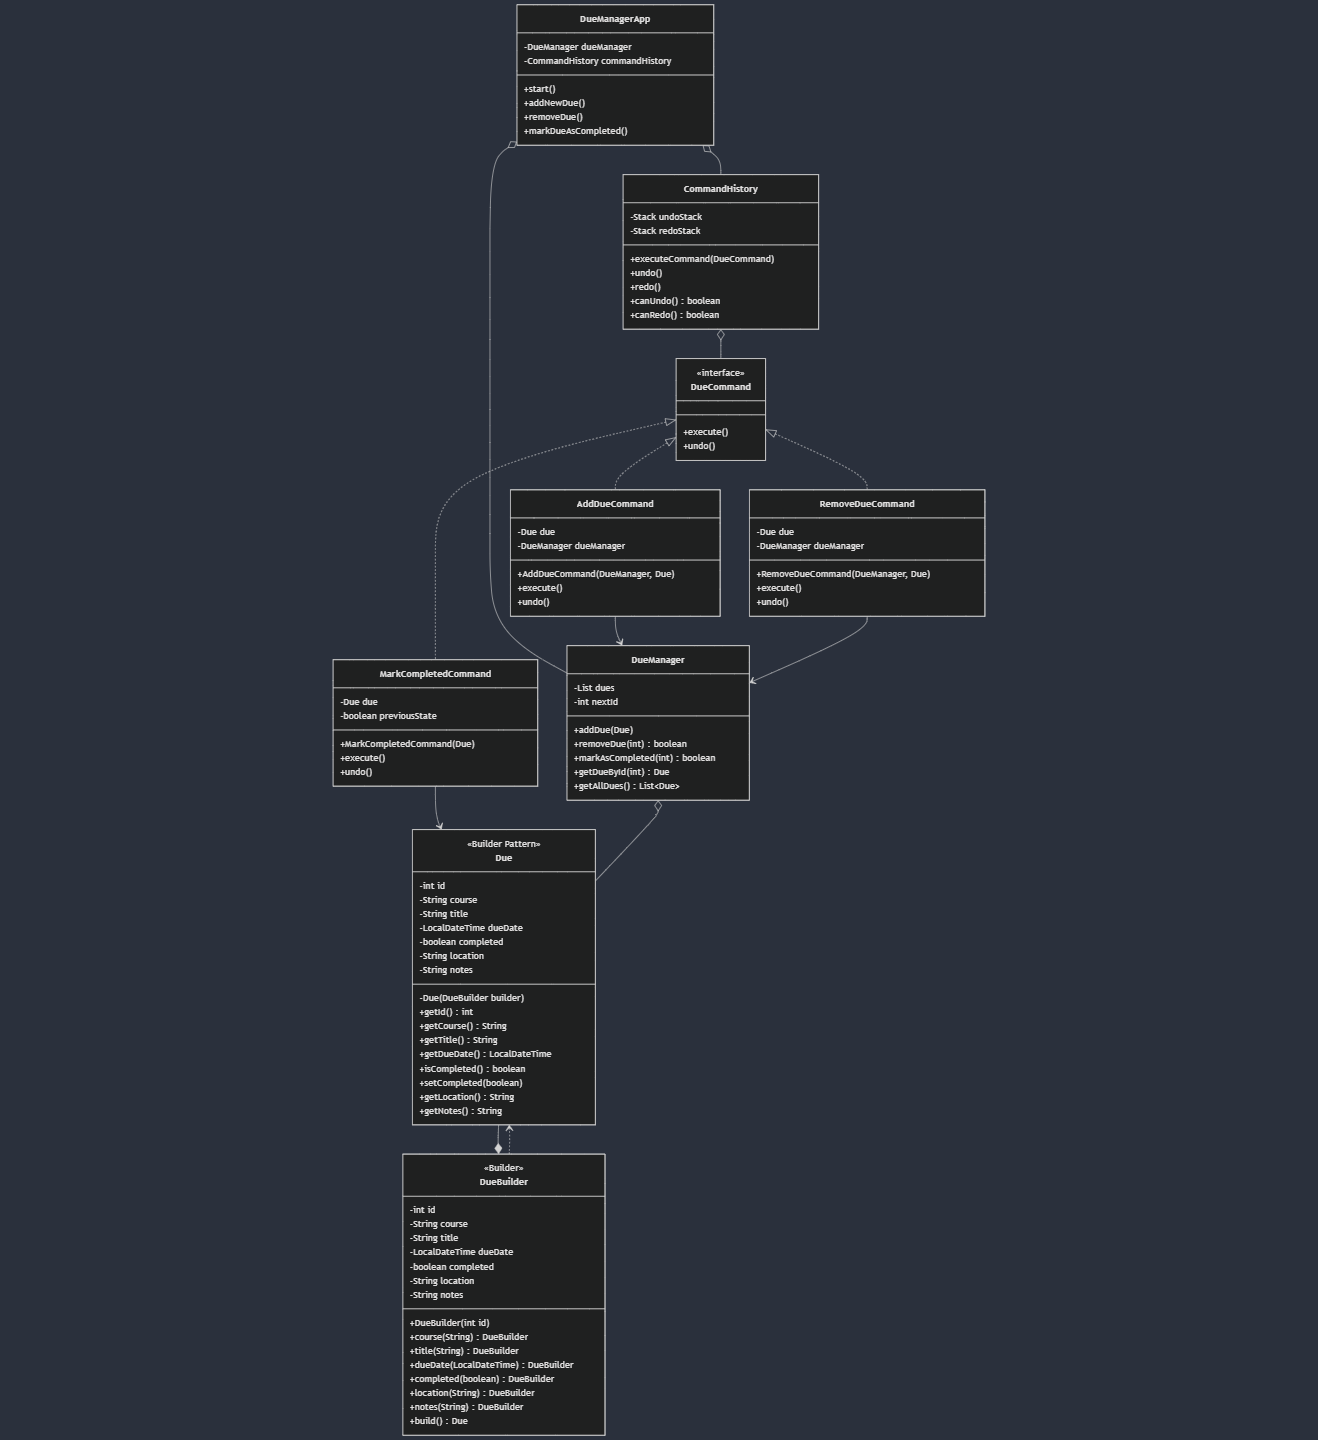 DueManagerApp
-DueManager dueManager
-CommandHistory commandHistory
+start()
+addNewDue()
+removeDue()
+markDueAsCompleted()
CommandHistory
-Stack undoStack
-Stack redoStack
+executeCommand(DueCommand)
+undo()
+redo()
+canUndo() : boolean
+canRedo() : boolean
«interface»
DueCommand
+execute()
+undo()
AddDueCommand
-Due due
-DueManager dueManager
+AddDueCommand(DueManager, Due)
+execute()
+undo()
RemoveDueCommand
-Due due
-DueManager dueManager
+RemoveDueCommand(DueManager, Due)
+execute()
+undo()
MarkCompletedCommand
-Due due
-boolean previousState
+MarkCompletedCommand(Due)
+execute()
+undo()
DueManager
-List dues
-int nextId
+addDue(Due)
+removeDue(int) : boolean
+markAsCompleted(int) : boolean
+getDueById(int) : Due
+getAllDues() : List<Due>
«Builder Pattern»
Due
-int id
-String course
-String title
-LocalDateTime dueDate
-boolean completed
-String location
-String notes
-Due(DueBuilder builder)
+getId() : int
+getCourse() : String
+getTitle() : String
+getDueDate() : LocalDateTime
+isCompleted() : boolean
+setCompleted(boolean)
+getLocation() : String
+getNotes() : String
«Builder»
DueBuilder
-int id
-String course
-String title
-LocalDateTime dueDate
-boolean completed
-String location
-String notes
+DueBuilder(int id)
+course(String) : DueBuilder
+title(String) : DueBuilder
+dueDate(LocalDateTime) : DueBuilder
+completed(boolean) : DueBuilder
+location(String) : DueBuilder
+notes(String) : DueBuilder
+build() : Due